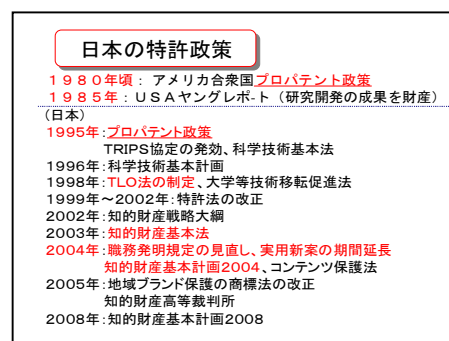 日本の特許政策
１９８０年頃：アメリカ合衆国プロパテント政策
１９８５年：ＵＳＡヤングレポート（研究開発の成果を財産）
(日本)
1995年：プロパテント政策
TRIPS協定の発効、科学技術基本法
1996年：科学技術基本計画
1998年：TLO法の制定、大学等技術移転促進法
1999年～2002年：特許法の改正
2002年：知的財産戦略大綱
2003年：知的財産基本法
2004年：職務発明規定の見直し、実用新案の期間延長
知的財産基本計画2004、コンテンツ保護法
2005年：地域ブランド保護の商標法の改正
知的財産高等裁判所
2008年：知的財産基本計画2008